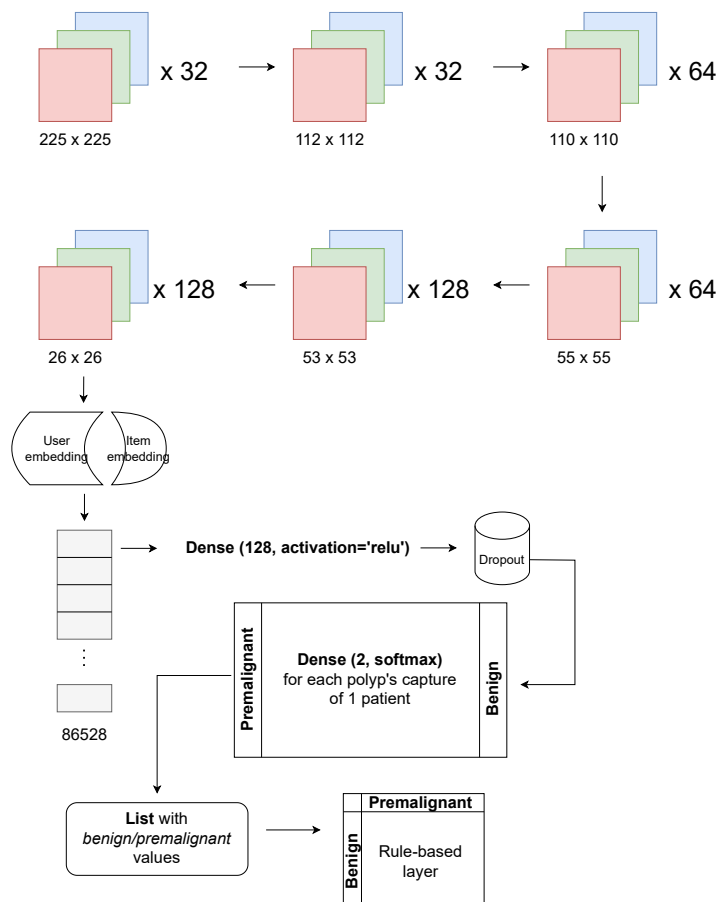 x 32
x 32
x 64
225 x 225
112 x 112
110 x 110
x 128
x 128
x 64
26 x 26
53 x 53
55 x 55
User
embedding
Item
embedding
Dense (128, activation='relu')
Dropout
⋮
86528
Premalignant
Dense (2, softmax)
for each polyp's capture
of 1 patient
Benign
List with
benign/premalignant
values
Premalignant
Benign
Rule-based
layer